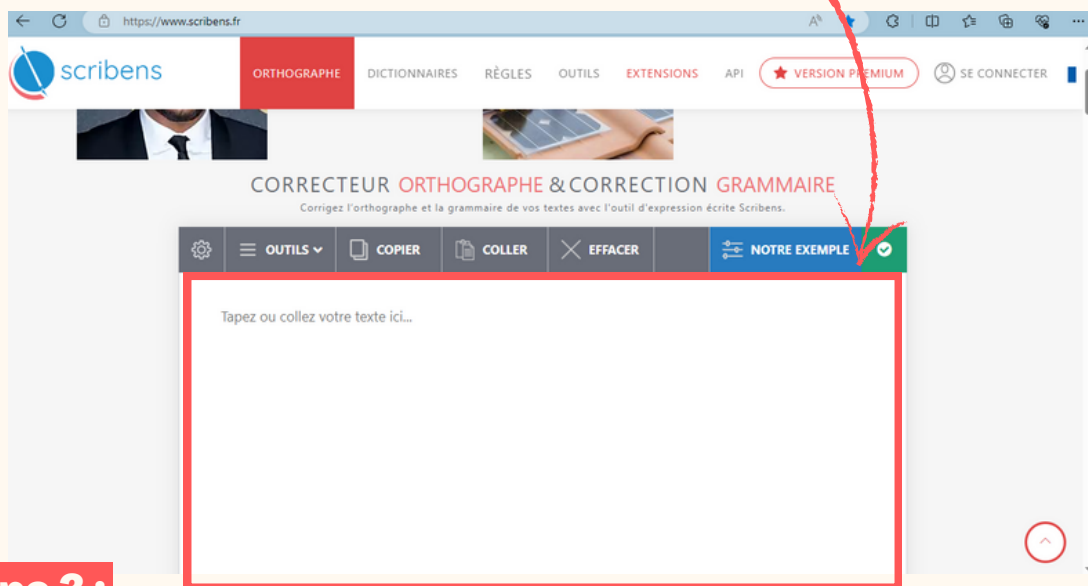 https://www.scribens.fr
scribens
ORTHOGRAPHE DICTIONNAIRES RÈGLES OUTILS EXTENSIONS API VERSION PREMIUM SE CONNECTER
CORRECTEUR ORTHOGRAPHE & CORRECTION GRAMMAIRE
Corrigez l'orthographe et la grammaire de vos textes avec l'outil d'expression écrite Scribens.
OUTILS COPIER COLLER EFFACER NOTRE EXEMPLE
Tapez ou collez votre texte ici...